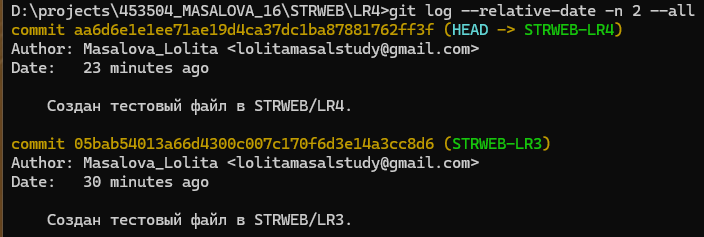 D:\projects\453504_MASALOVA_16\STRWEB\LR4>git log --relative-date -n 2 --all
commit aa6d6e1e1ee71ae19d4ca37dc1ba87881762ff3f (HEAD -> STRWEB-LR4)
Author: Masalova_Lolita <lolitamasalstudy@gmail.com>
Date:   23 minutes ago
Создан тестовый файл в STRWEB/LR4.
commit 05bab54013a66d4300c007c170f6d3e14a3cc8d6 (STRWEB-LR3)
Author: Masalova_Lolita <lolitamasalstudy@gmail.com>
Date:   30 minutes ago
Создан тестовый файл в STRWEB/LR3.